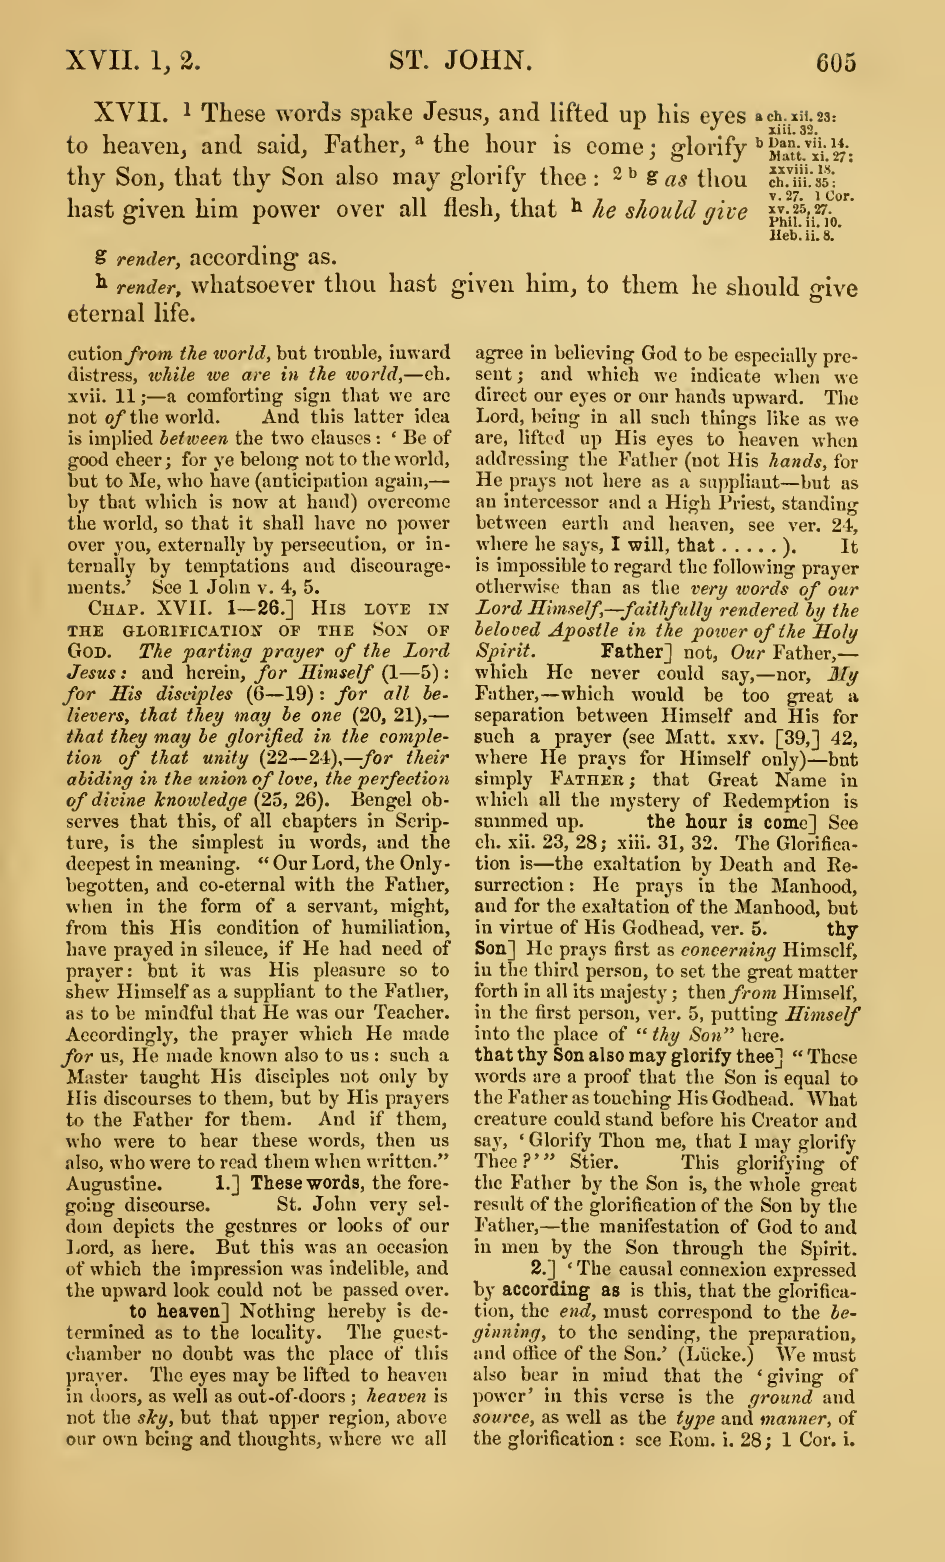 XVII. 1, 2. ST. JOHN. 605
XVII. 1 These words spake Jesus, and lifted up his eyes
to heaven, and said, Father, a the hour is come; glorify
thy Son, that thy Son also may glorify thee: 2 b g as thou
hast given him power over all flesh, that h he should give
a ch. xii. 23:
xiii. 32.
b Dan. vii. 14.
Matt. xi. 27:
xxviii. 18.
ch. iii. 35:
v. 27. 1 Cor.
xv. 25, 27.
Phil. ii. 10.
Heb. ii. 8.
g render, according as.
h render, whatsoever thou hast given him, to them he should give
eternal life.
cution from the world, but trouble, inward
distress, while we are in the world,—ch.
xvii. 11;—a comforting sign that we are
not of the world. And this latter idea
is implied between the two clauses: ‘ Be of
good cheer; for ye belong not to the world,
but to Me, who have (anticipation again,—
by that which is now at hand) overcome
the world, so that it shall have no power
over you, externally by persecution, or in-
ternally by temptations and discourage-
ments.’ See 1 John v. 4, 5.
CHAP. XVII. 1—26.] HIS LOVE IN
THE GLORIFICATION OF THE SON OF
GOD. The parting prayer of the Lord
Jesus: and herein, for Himself (1—5):
for His disciples (6—19): for all be-
lievers, that they may be one (20, 21),—
that they may be glorified in the comple-
tion of that unity (22—24),—for their
abiding in the union of love, the perfection
of divine knowledge (25, 26). Bengel ob-
serves that this, of all chapters in Scrip-
ture, is the simplest in words, and the
deepest in meaning. “ Our Lord, the Only-
begotten, and co-eternal with the Father,
when in the form of a servant, might,
from this His condition of humiliation,
have prayed in silence, if He had need of
prayer: but it was His pleasure so to
shew Himself as a suppliant to the Father,
as to be mindful that He was our Teacher.
Accordingly, the prayer which He made
for us, He made known also to us: such a
Master taught His disciples not only by
His discourses to them, but by His prayers
to the Father for them. And if them,
who were to hear these words, then us
also, who were to read them when written.”
Augustine. 1.] These words, the fore-
going discourse. St. John very sel-
dom depicts the gestures or looks of our
Lord, as here. But this was an occasion
of which the impression was indelible, and
the upward look could not be passed over.
to heaven] Nothing hereby is de-
termined as to the locality. The guest-
chamber no doubt was the place of this
prayer. The eyes may be lifted to heaven
in doors, as well as out-of-doors; heaven is
not the sky, but that upper region, above
our own being and thoughts, where we all
agree in believing God to be especially pre-
sent; and which we indicate when we
direct our eyes or our hands upward. The
Lord, being in all such things like as we
are, lifted up His eyes to heaven when
addressing the Father (not His hands, for
He prays not here as a suppliant—but as
an intercessor and a High Priest, standing
between earth and heaven, see ver. 24,
where he says, I will, that . . . . . ). It
is impossible to regard the following prayer
otherwise than as the very words of our
Lord Himself,—faithfully rendered by the
beloved Apostle in the power of the Holy
Spirit. Father] not, Our Father,—
which He never could say,—nor, My
Father,—which would be too great a
separation between Himself and His for
such a prayer (see Matt. xxv. [39,] 42,
where He prays for Himself only)—but
simply FATHER; that Great Name in
which all the mystery of Redemption is
summed up. the hour is come] See
ch. xii. 23, 28; xiii. 31, 32. The Glorifica-
tion is—the exaltation by Death and Re-
surrection: He prays in the Manhood,
and for the exaltation of the Manhood, but
in virtue of His Godhead, ver. 5. thy
Son] He prays first as concerning Himself,
in the third person, to set the great matter
forth in all its majesty; then from Himself,
in the first person, ver. 5, putting Himself
into the place of “ thy Son” here.
that thy Son also may glorify thee] “ These
words are a proof that the Son is equal to
the Father as touching His Godhead. What
creature could stand before his Creator and
say, ‘ Glorify Thou me, that I may glorify
Thee?’ ” Stier. This glorifying of
the Father by the Son is, the whole great
result of the glorification of the Son by the
Father,—the manifestation of God to and
in men by the Son through the Spirit.
2.] ‘ The causal connexion expressed
by according as is this, that the glorifica-
tion, the end, must correspond to the be-
ginning, to the sending, the preparation,
and office of the Son.’ (Lücke.) We must
also bear in mind that the ‘ giving of
power’ in this verse is the ground and
source, as well as the type and manner, of
the glorification: see Rom. i. 28; 1 Cor. i.